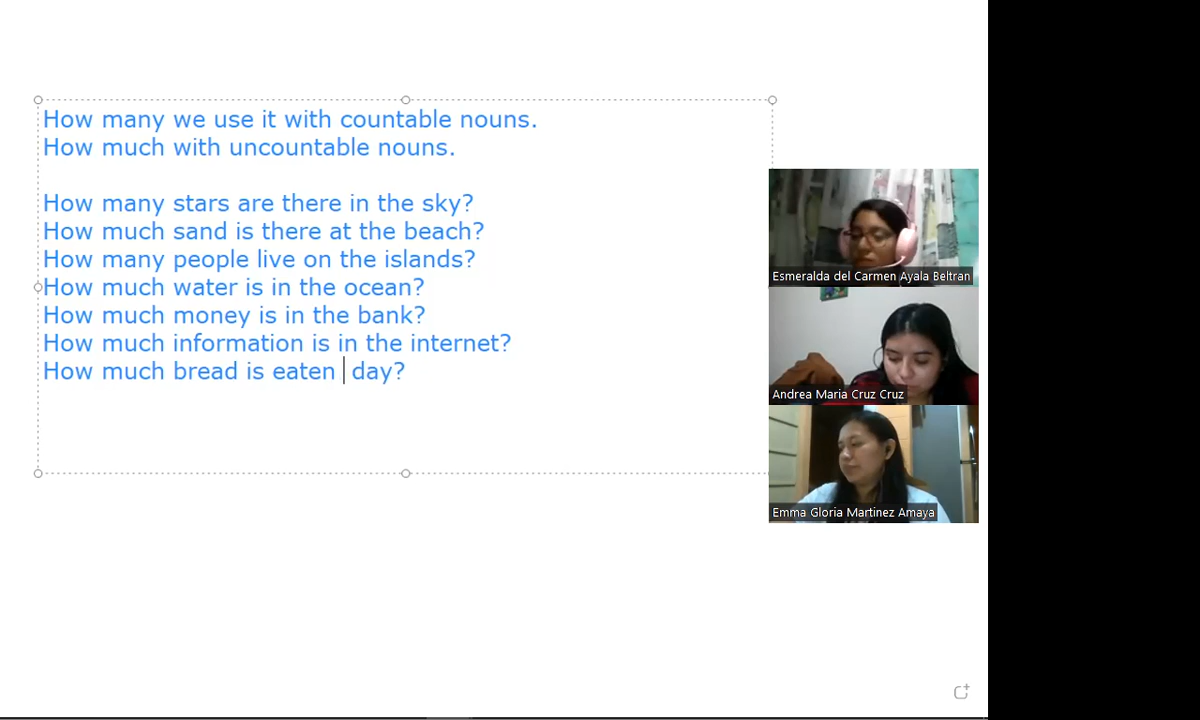 How many we use it with countable nouns.
How much with uncountable nouns.
How many stars are there in the sky?
How much sand is there at the beach?
How many people live on the islands?
How much water is in the ocean?
How much money is in the bank?
How much information is in the internet?
How much bread is eaten day?
Esmeralda del Carmen Ayala Beltran
Andrea Maria Cruz Cruz
Emma Gloria Martinez Amaya